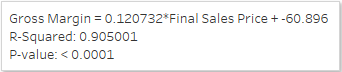 Gross Margin = 0.120732*Final Sales Price + -60.896
R-Squared: 0.905001
P-value: < 0.0001